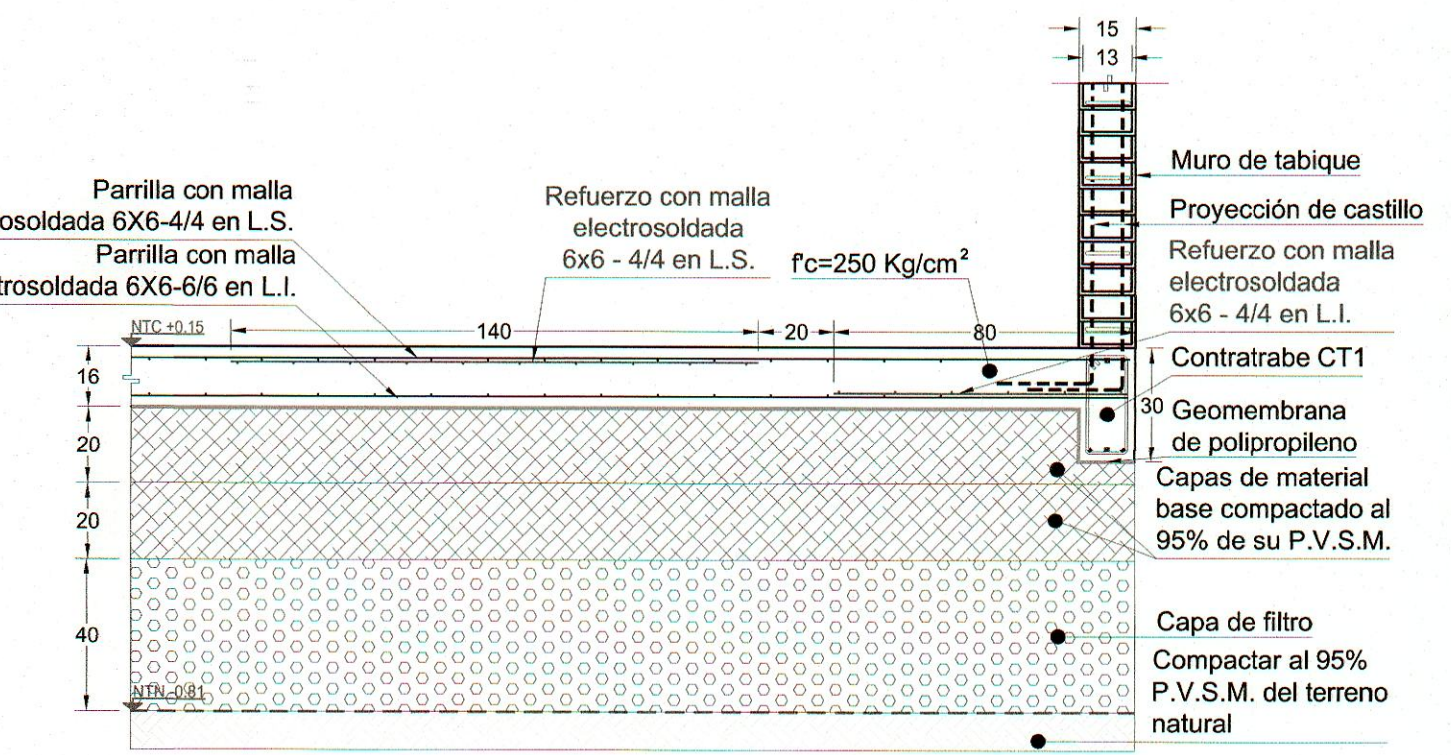 15
13
Muro de tabique
Proyección de castillo
Refuerzo con malla
electrosoldada
6x6 - 4/4 en L.I.
Parrilla con malla
osoldada 6X6-4/4 en L.S.
Parrilla con malla
trosoldada 6X6-6/6 en L.I.
Refuerzo con malla
electrosoldada
6x6 - 4/4 en L.S.
f'c=250 Kg/cm²
NTC +0.15
140
20
80
16
20
20
40
30
Contratrabe CT1
Geomembrana
de polipropileno
Capas de material
base compactado al
95% de su P.V.S.M.
Capa de filtro
Compactar al 95%
P.V.S.M. del terreno
natural
NTN -0.81